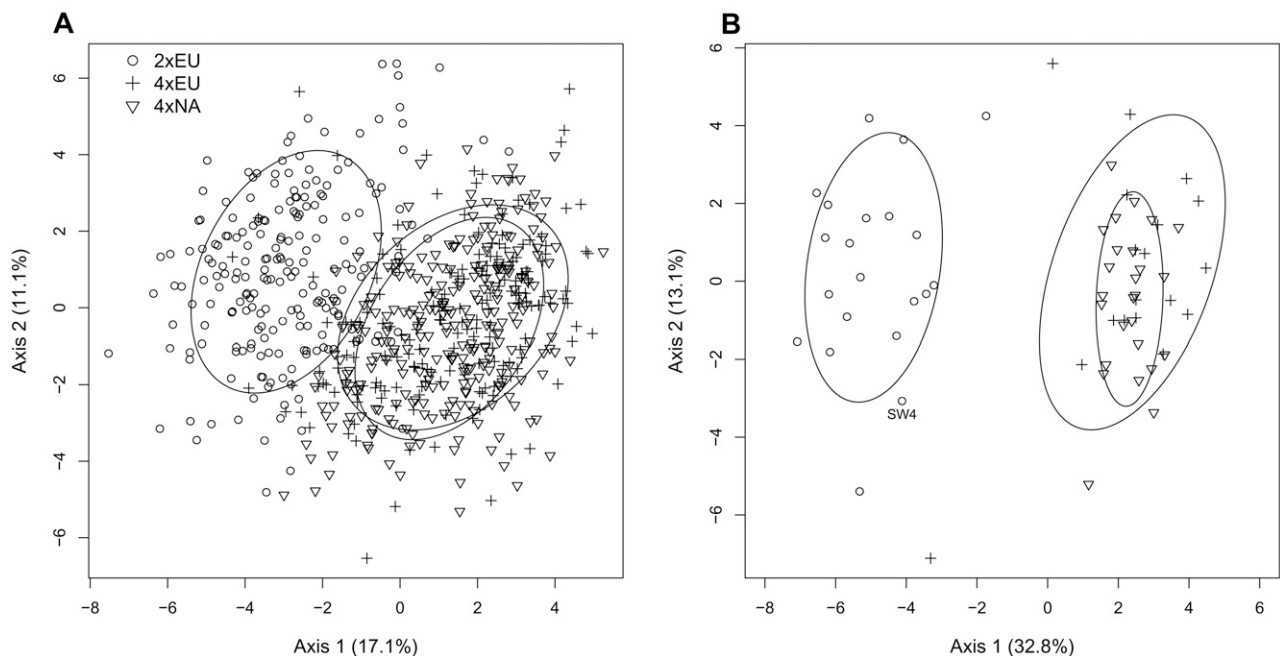 A
2xEU
4xEU
4xNA
6
4
2
0
−2
−4
−6
Axis 2 (11.1%)
−8 −6 −4 −2 0 2 4
Axis 1 (17.1%)
B
6
4
2
0
−2
−4
−6
Axis 2 (13.1%)
SW4
−8 −6 −4 −2 0 2 4 6
Axis 1 (32.8%)